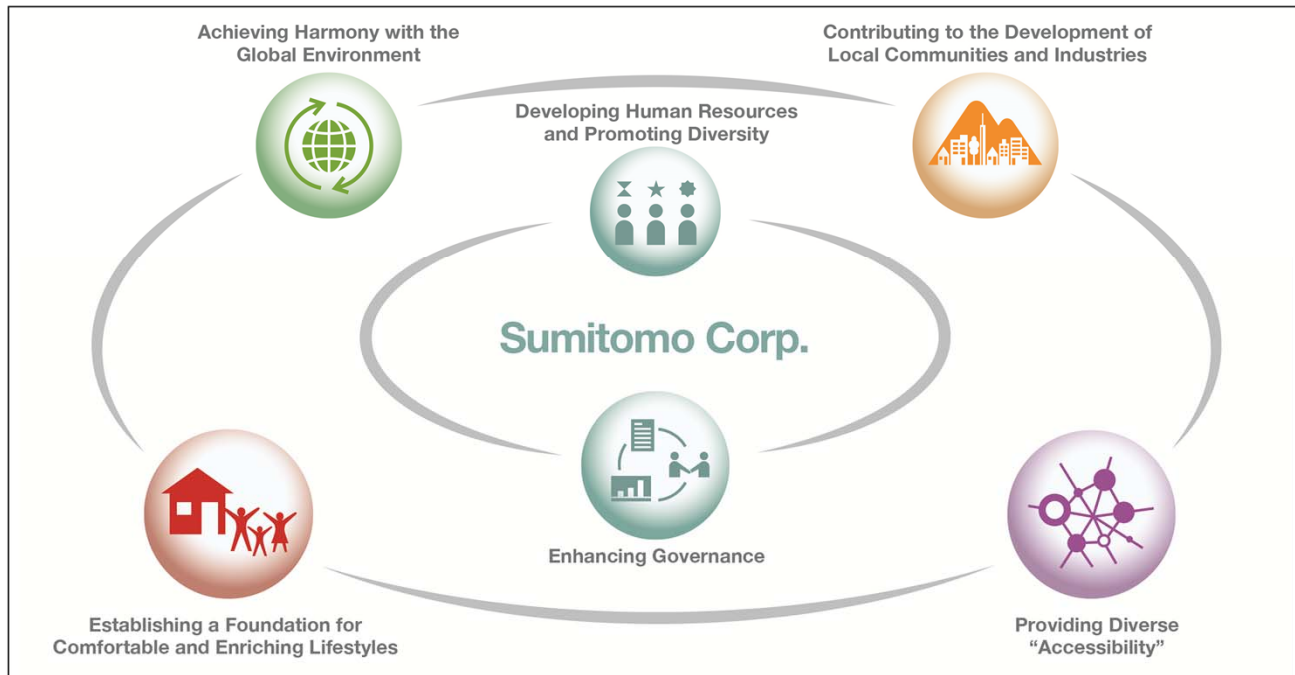 Achieving Harmony with the
Global Environment
Contributing to the Development of
Local Communities and Industries
Developing Human Resources
and Promoting Diversity
Sumitomo Corp.
Enhancing Governance
Establishing a Foundation for
Comfortable and Enriching Lifestyles
Providing Diverse
“Accessibility”